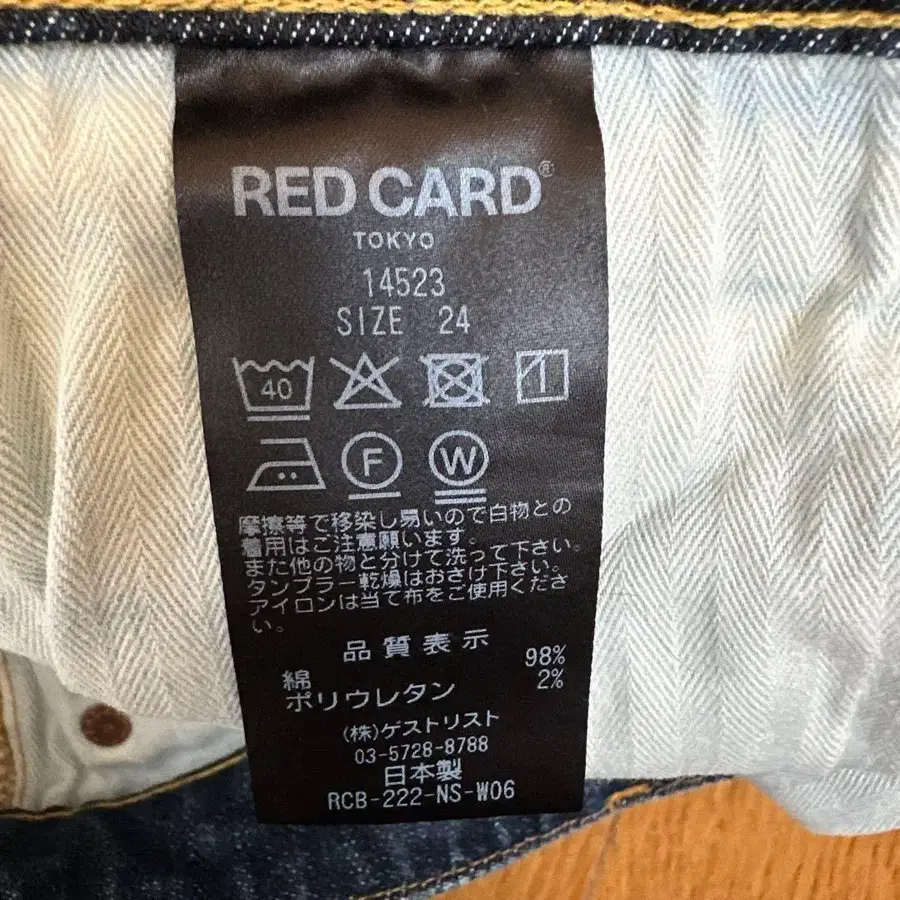 RED CARD®
TOKYO
14523
SIZE 24
40
F W
摩擦等で移染し易いので白物との
着用はご注意願います。
また他の物と分けて洗って下さい。
タンブラー乾燥はおさけ下さい。
アイロンは当て布をご使用くださ
い。
品質表示
綿 98%
ポリウレタン 2%
(株)ゲストリスト
03-5728-8788
日本製
RCB-222-NS-W06